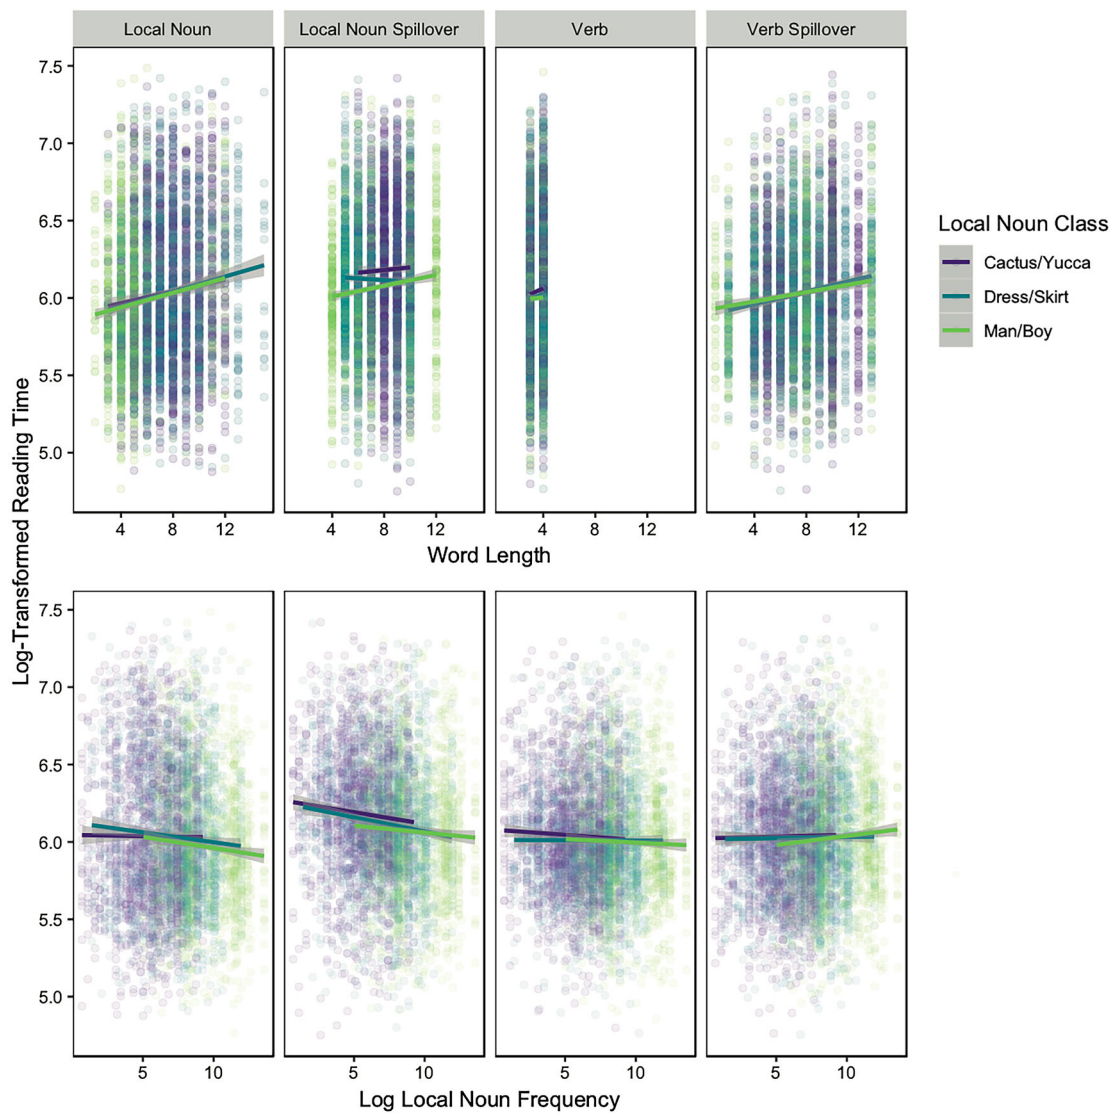 Local Noun
Local Noun Spillover
Verb
Verb Spillover
7.5
7.0
6.5
6.0
5.5
5.0
4 8 12
4 8 12
4 8 12
4 8 12
Word Length
Local Noun Class
Cactus/Yucca
Dress/Skirt
Man/Boy
Log-Transformed Reading Time
7.5
7.0
6.5
6.0
5.5
5.0
5 10
5 10
5 10
5 10
Log Local Noun Frequency